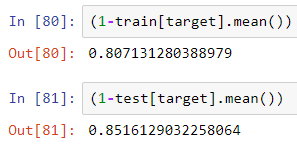 In [80]: (1-train[target].mean())
Out[80]: 0.807131280388979
In [81]: (1-test[target].mean())
Out[81]: 0.8516129032258064